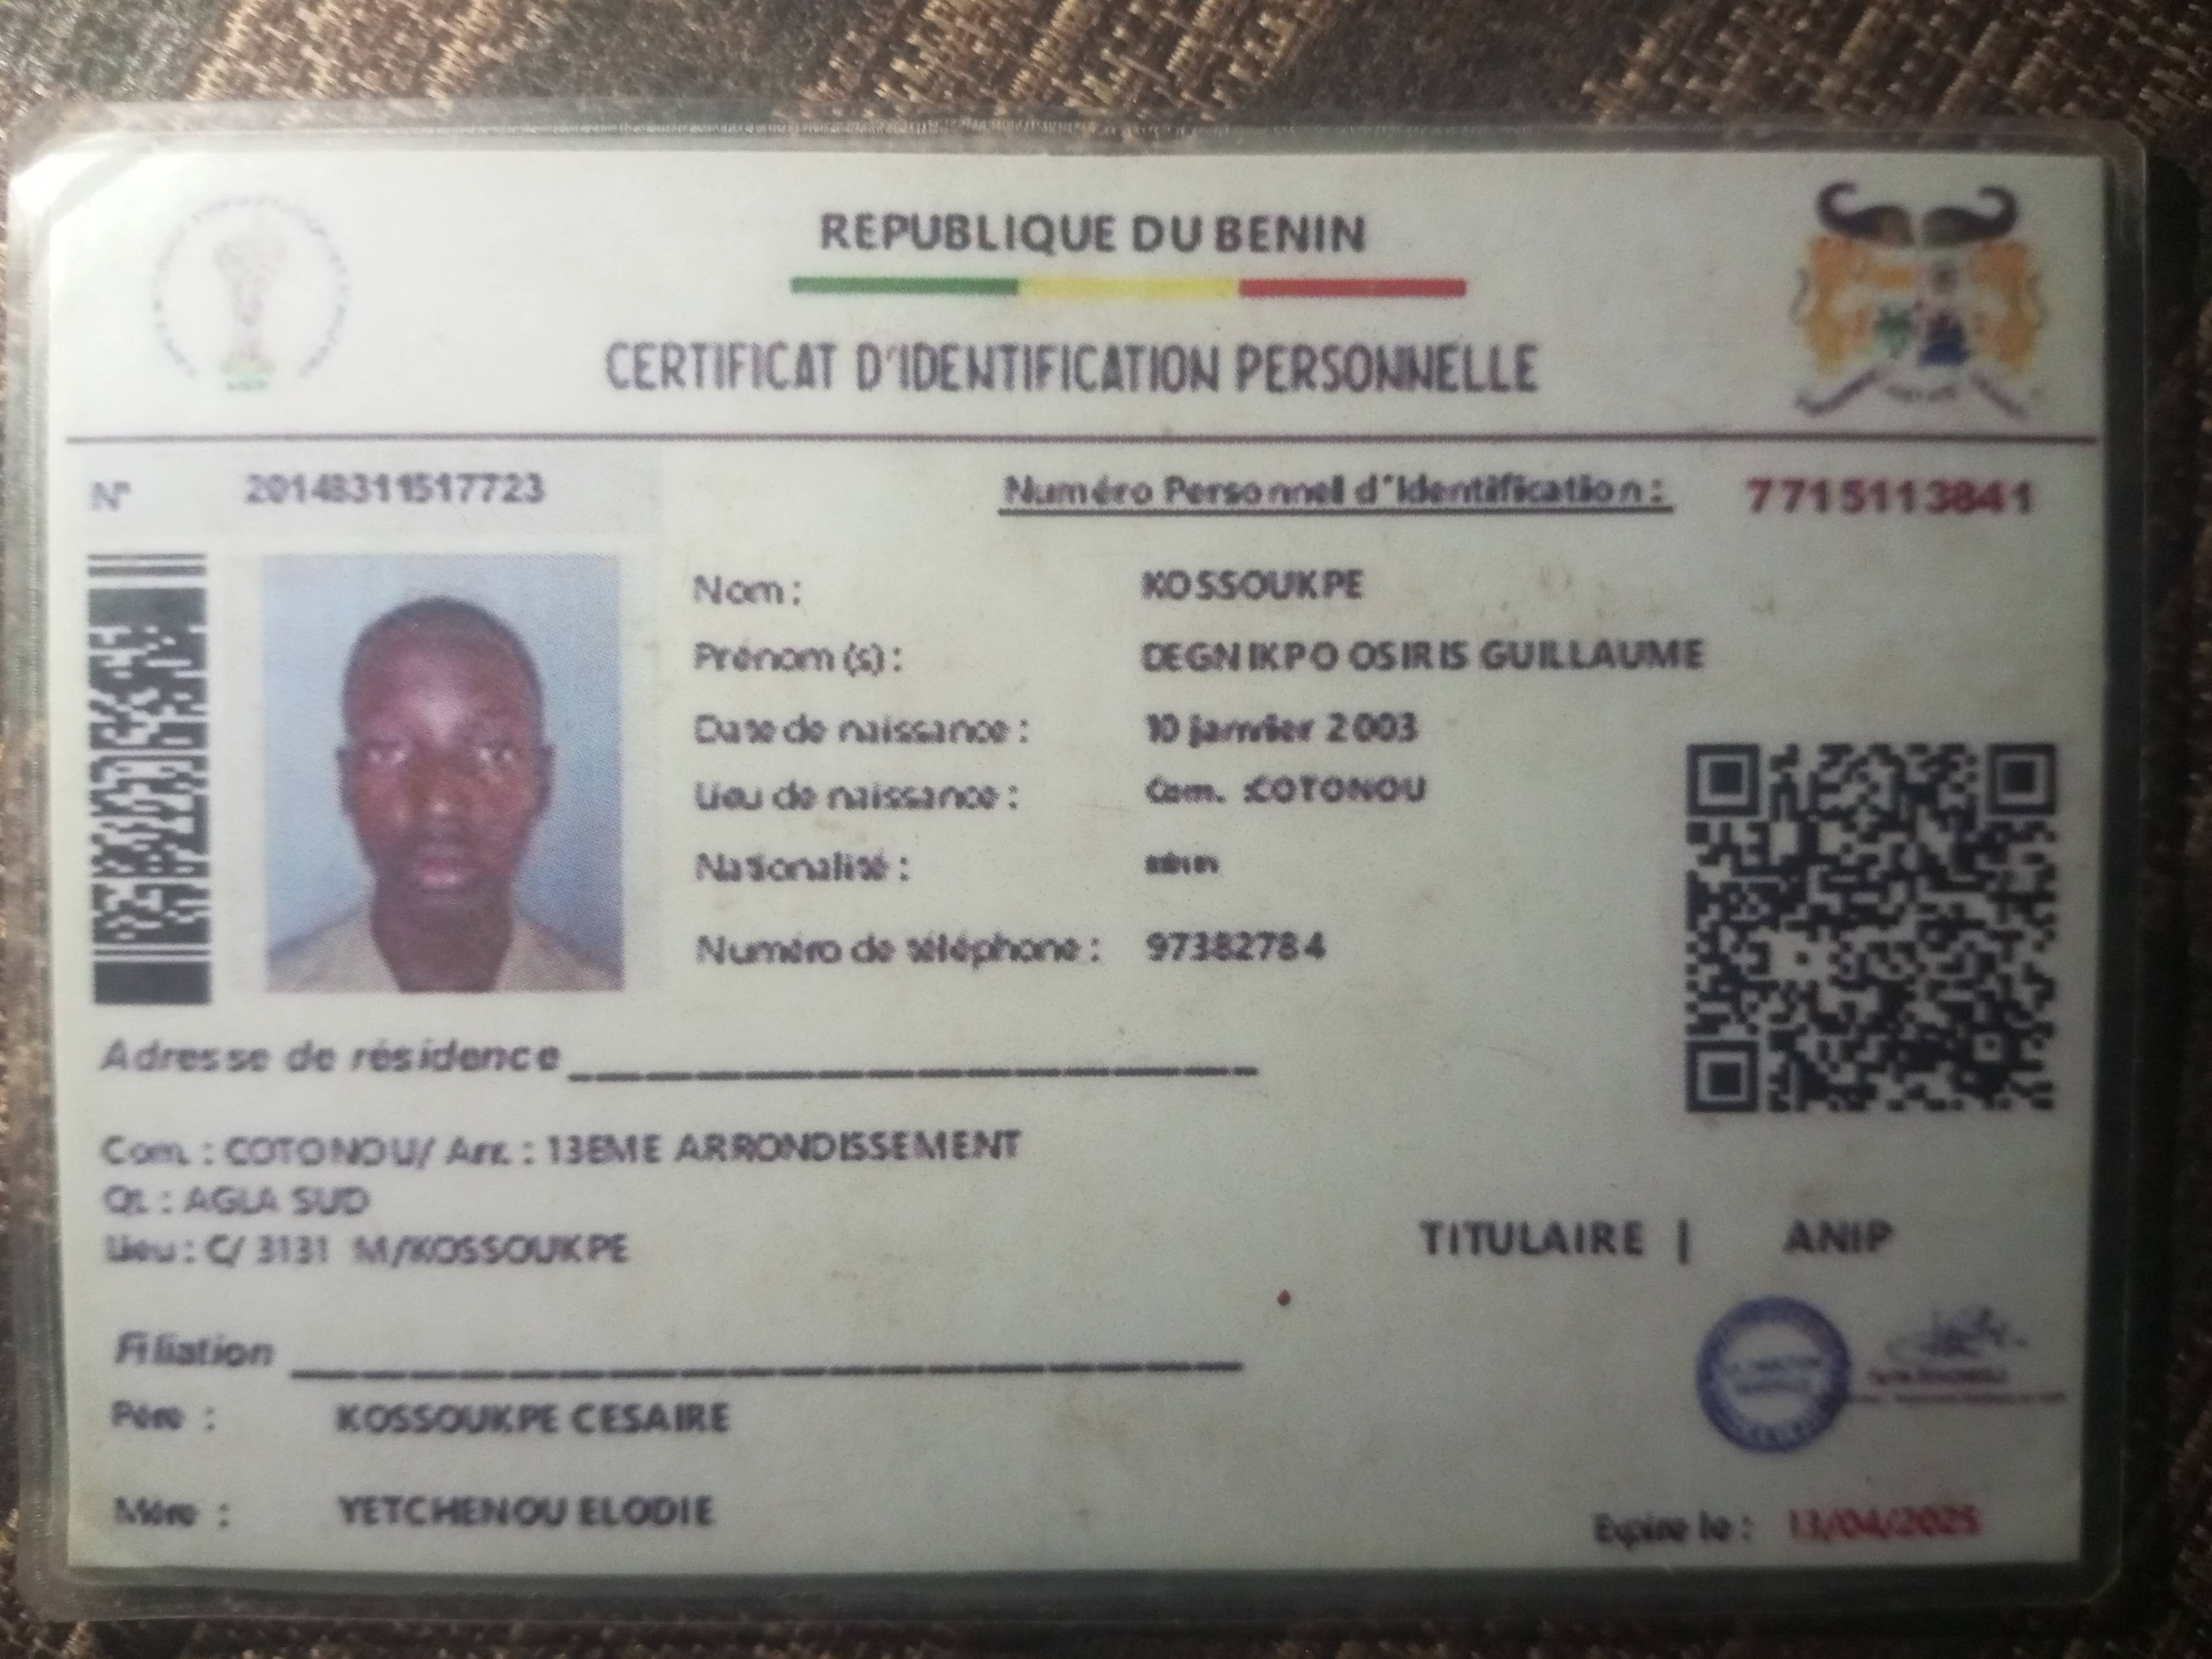 REPUBLIQUE DU BENIN
CERTIFICAT D'IDENTIFICATION PERSONNELLE
N° 20148311517723
Numéro Personnel d'Identification : 7715113841
Nom : KOSSOUKPE
Prénom (s) : DEGNIKPO OSIRIS GUILLAUME
Date de naissance : 10 janvier 2003
Lieu de naissance : Com. :COTONOU
Nationalité :
Numéro de téléphone : 97382784
Adresse de résidence
Com. : COTONOU/ Arr. : 13EME ARRONDISSEMENT
Qt. : AGLA SUD
Lieu : C/ 3131 M/KOSSOUKPE
TITULAIRE | ANIP
Filiation
Père : KOSSOUKPE CESAIRE
Mère : YETCHENOU ELODIE
Expire le : 13/04/2025